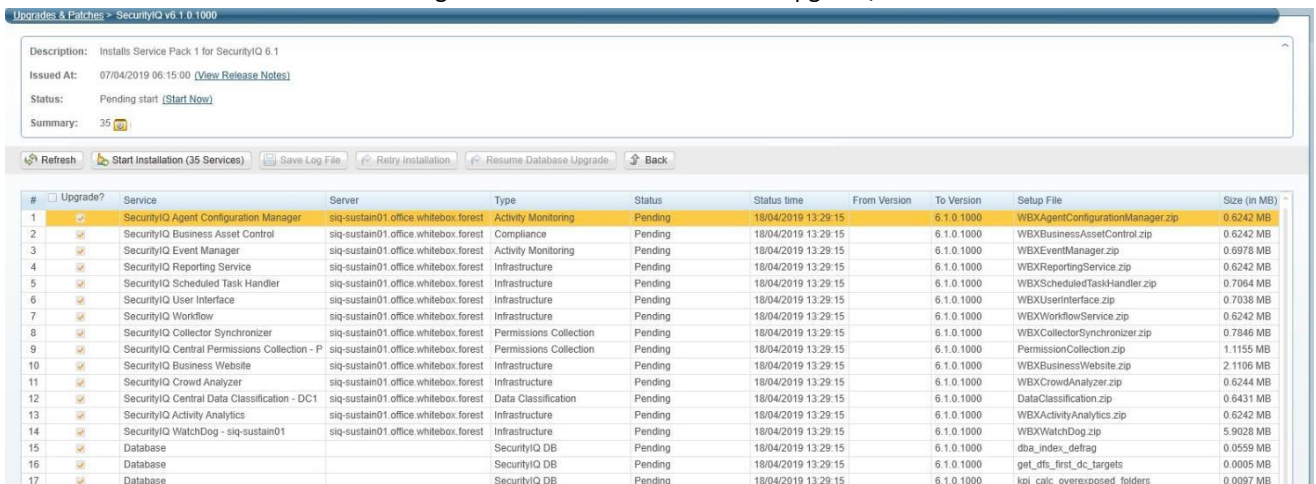 Upgrades & Patches > SecurityIQ v6.1.0.1000
Description: Installs Service Pack 1 for SecurityIQ 6.1
Issued At: 07/04/2019 06:15:00 (View Release Notes)
Status: Pending start (Start Now)
Summary: 35
Refresh Start Installation (35 Services) Save Log File Retry Installation Resume Database Upgrade Back
# Upgrade? Service Server Type Status Status time From Version To Version Setup File Size (in MB)
1 SecurityIQ Agent Configuration Manager siq-sustain01.office.whitebox.forest Activity Monitoring Pending 18/04/2019 13:29:15 6.1.0.1000 WBXAgentConfigurationManager.zip 0.6242 MB
2 SecurityIQ Business Asset Control siq-sustain01.office.whitebox.forest Compliance Pending 18/04/2019 13:29:15 6.1.0.1000 WBXBusinessAssetControl.zip 0.6242 MB
3 SecurityIQ Event Manager siq-sustain01.office.whitebox.forest Activity Monitoring Pending 18/04/2019 13:29:15 6.1.0.1000 WBXEventManager.zip 0.6978 MB
4 SecurityIQ Reporting Service siq-sustain01.office.whitebox.forest Infrastructure Pending 18/04/2019 13:29:15 6.1.0.1000 WBXReportingService.zip 0.6242 MB
5 SecurityIQ Scheduled Task Handler siq-sustain01.office.whitebox.forest Infrastructure Pending 18/04/2019 13:29:15 6.1.0.1000 WBXScheduledTaskHandler.zip 0.7064 MB
6 SecurityIQ User Interface siq-sustain01.office.whitebox.forest Infrastructure Pending 18/04/2019 13:29:15 6.1.0.1000 WBXUserInterface.zip 0.7038 MB
7 SecurityIQ Workflow siq-sustain01.office.whitebox.forest Infrastructure Pending 18/04/2019 13:29:15 6.1.0.1000 WBXWorkflowService.zip 0.6242 MB
8 SecurityIQ Collector Synchronizer siq-sustain01.office.whitebox.forest Permissions Collection Pending 18/04/2019 13:29:15 6.1.0.1000 WBXCollectorSynchronizer.zip 0.7846 MB
9 SecurityIQ Central Permissions Collection - P siq-sustain01.office.whitebox.forest Permissions Collection Pending 18/04/2019 13:29:15 6.1.0.1000 PermissionCollection.zip 1.1155 MB
10 SecurityIQ Business Website siq-sustain01.office.whitebox.forest Infrastructure Pending 18/04/2019 13:29:15 6.1.0.1000 WBXBusinessWebsite.zip 2.1106 MB
11 SecurityIQ Crowd Analyzer siq-sustain01.office.whitebox.forest Infrastructure Pending 18/04/2019 13:29:15 6.1.0.1000 WBXCrowdAnalyzer.zip 0.6244 MB
12 SecurityIQ Central Data Classification - DC1 siq-sustain01.office.whitebox.forest Data Classification Pending 18/04/2019 13:29:15 6.1.0.1000 DataClassification.zip 0.6431 MB
13 SecurityIQ Activity Analytics siq-sustain01.office.whitebox.forest Infrastructure Pending 18/04/2019 13:29:15 6.1.0.1000 WBXActivityAnalytics.zip 0.6242 MB
14 SecurityIQ WatchDog - siq-sustain01 siq-sustain01.office.whitebox.forest Infrastructure Pending 18/04/2019 13:29:15 6.1.0.1000 WBXWatchDog.zip 5.9028 MB
15 Database SecurityIQ DB Pending 18/04/2019 13:29:15 6.1.0.1000 dba_index_defrag 0.0559 MB
16 Database SecurityIQ DB Pending 18/04/2019 13:29:15 6.1.0.1000 get_dfs_first_dc_targets 0.0005 MB
17 Database SecurityIQ DB Pending 18/04/2019 13:29:15 6.1.0.1000 kpi_calc_overexposed_folders 0.0097 MB